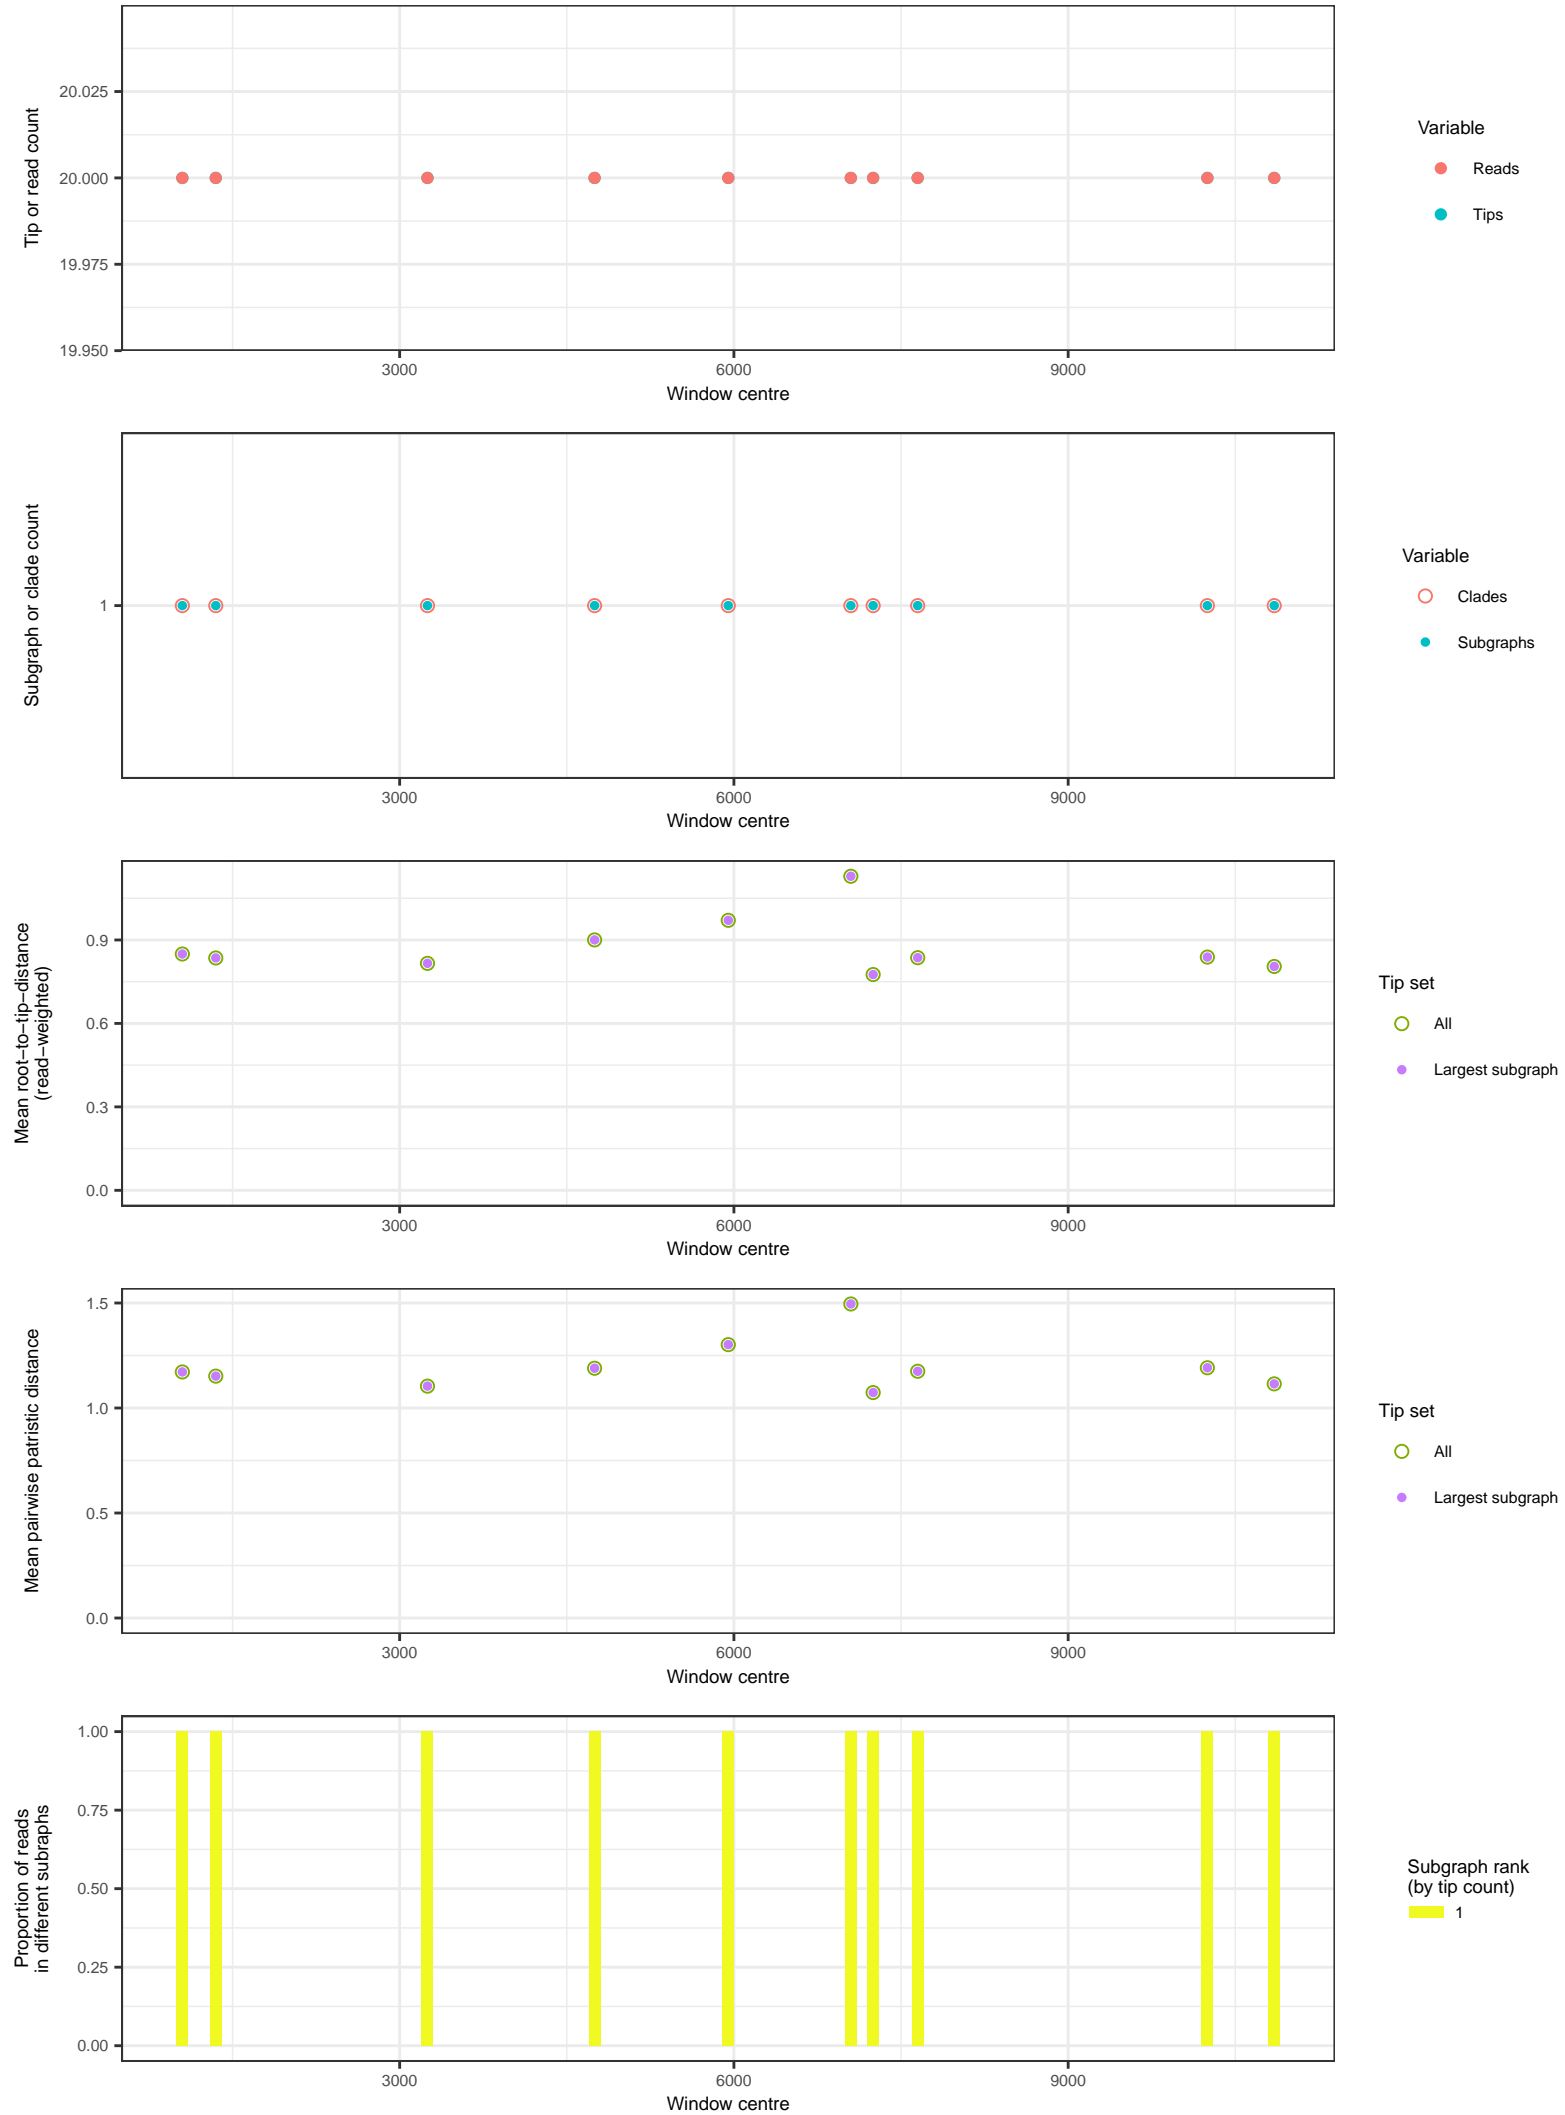 Tip or read count
20.025
20.000
19.975
19.950
3000
6000
9000
Window centre
Variable
Reads
Tips
Subgraph or clade count
1
3000
6000
9000
Window centre
Variable
Clades
Subgraphs
Mean root−to−tip−distance
(read−weighted)
0.9
0.6
0.3
0.0
3000
6000
9000
Window centre
Tip set
All
Largest subgraph
Mean pairwise patristic distance
1.5
1.0
0.5
0.0
3000
6000
9000
Window centre
Tip set
All
Largest subgraph
Proportion of reads
in different subraphs
1.00
0.75
0.50
0.25
0.00
3000
6000
9000
Window centre
Subgraph rank
(by tip count)
1